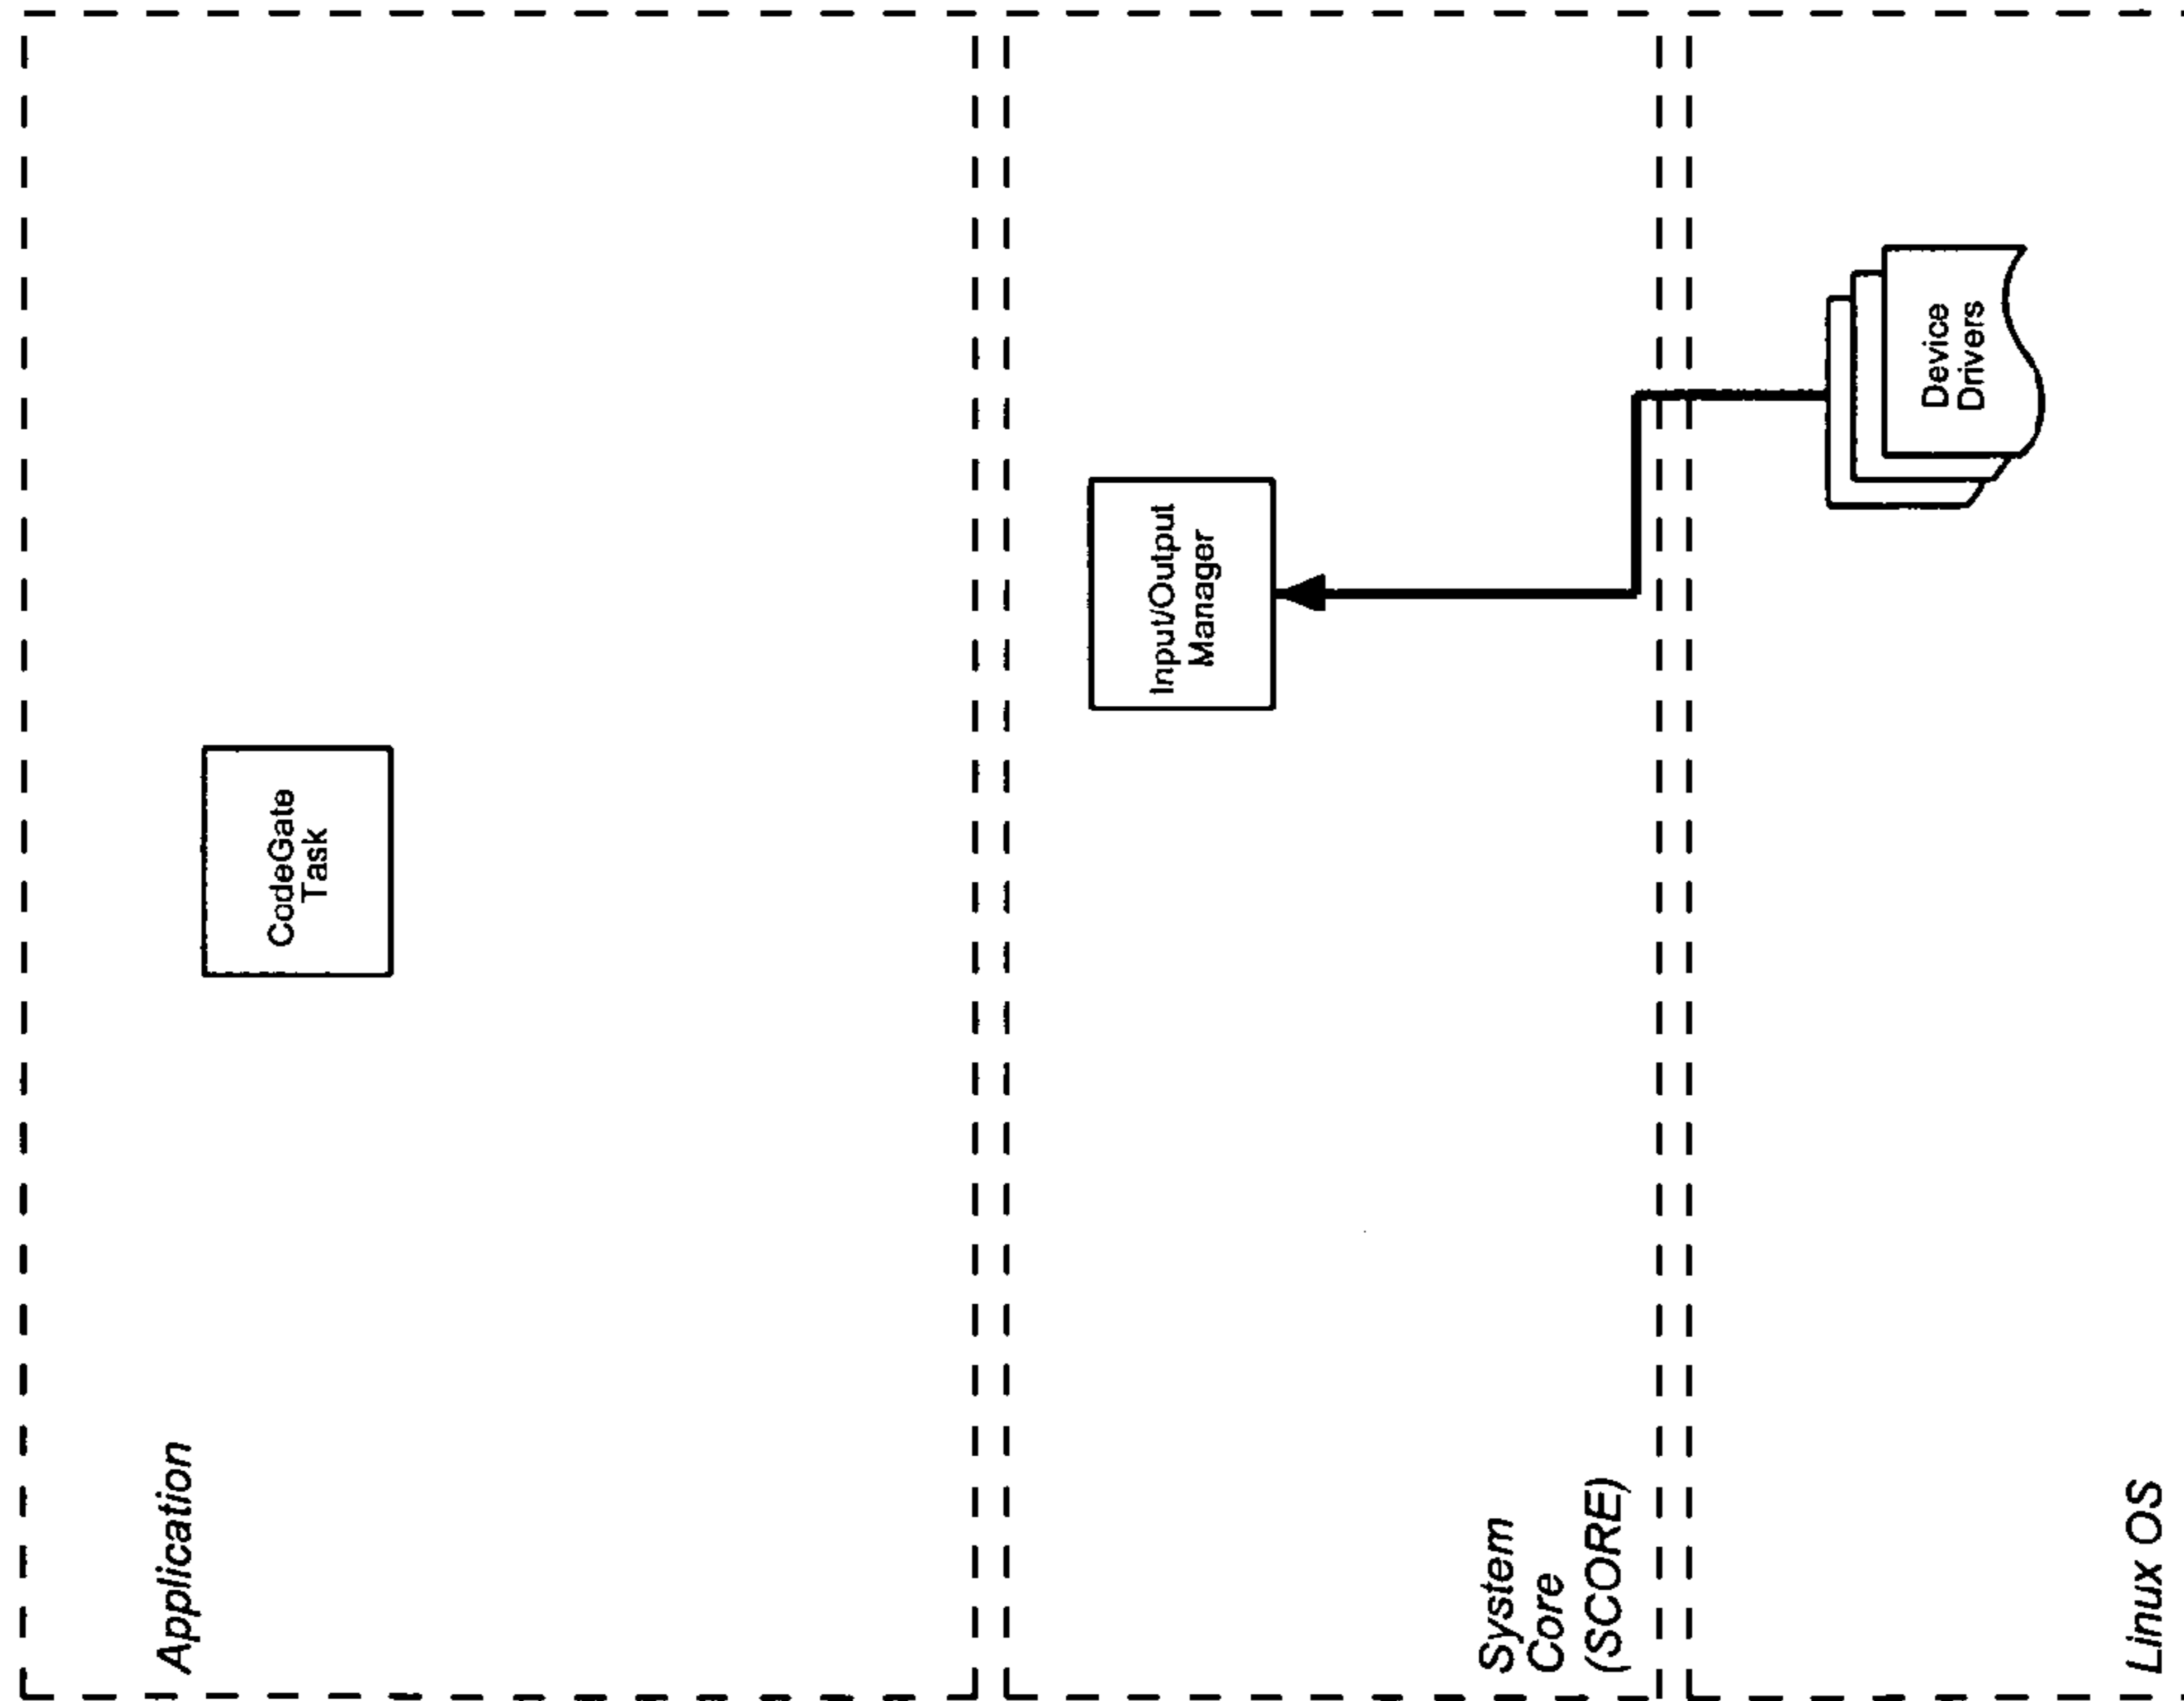 Application
CodeGate
Task
System
Core
(SCORE)
Input/Output
Manager
Linux OS
Device
Drivers